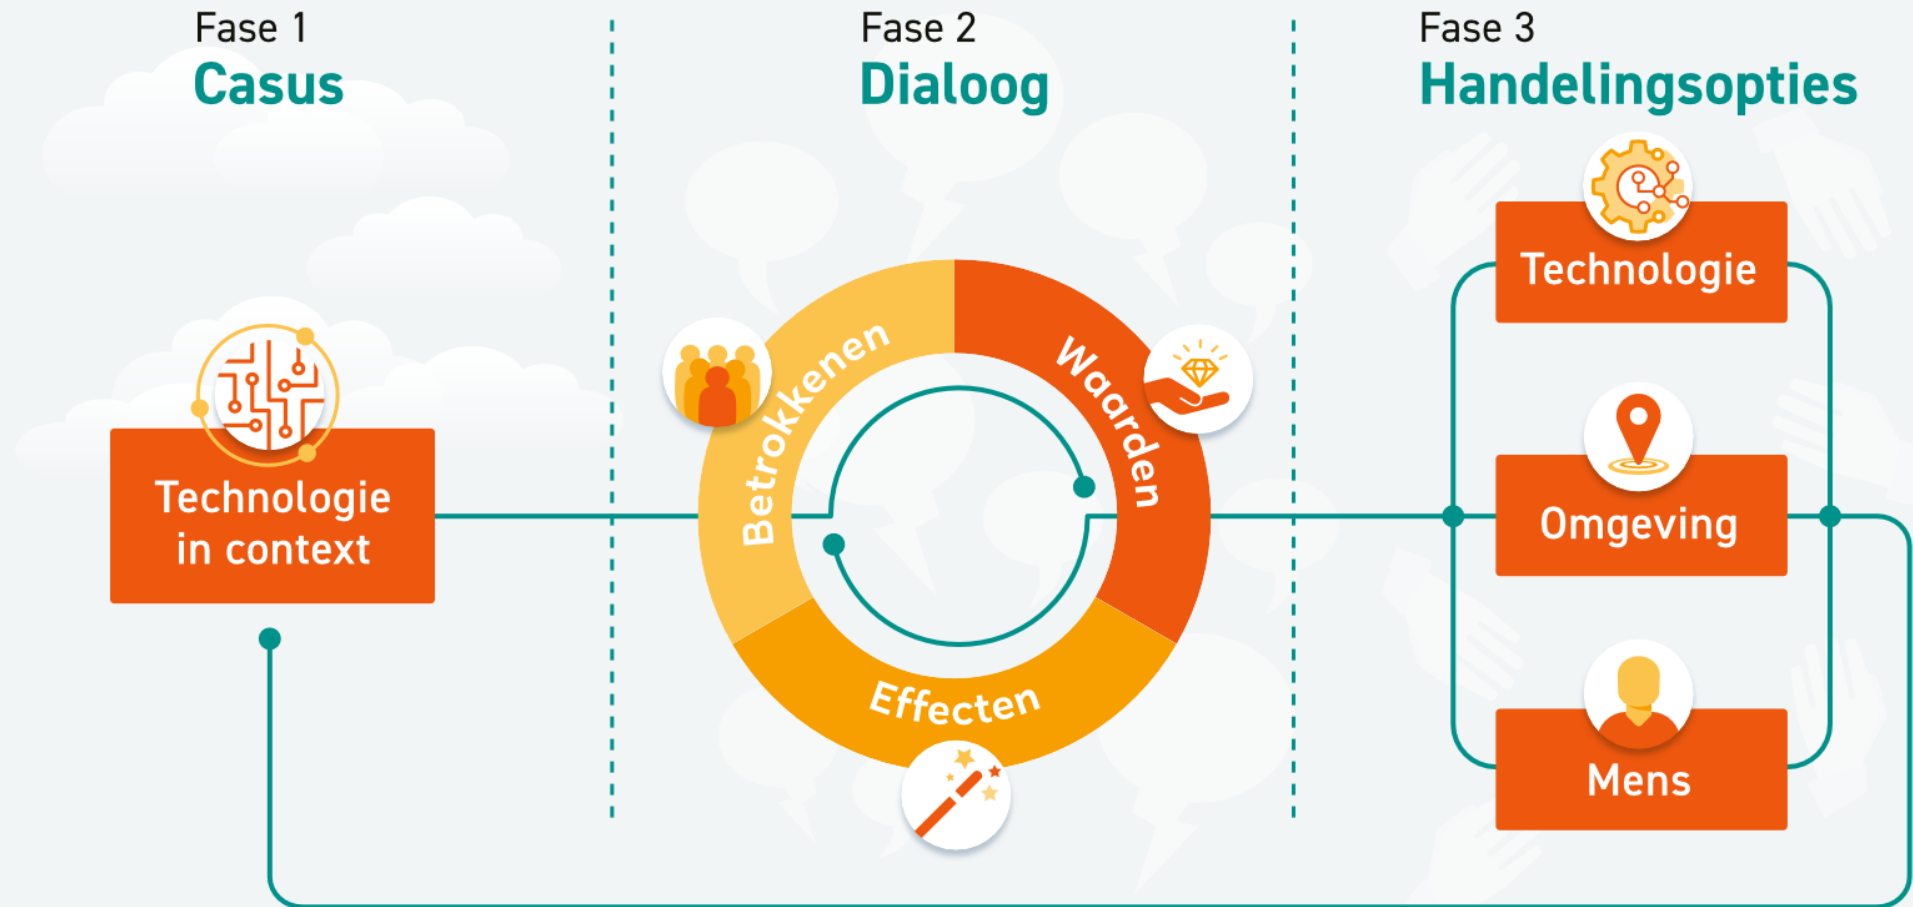 Fase 1
Casus
Technologie
in context
Fase 2
Dialoog
Betrokkenen
Waarden
Effecten
Fase 3
Handelingsopties
Technologie
Omgeving
Mens